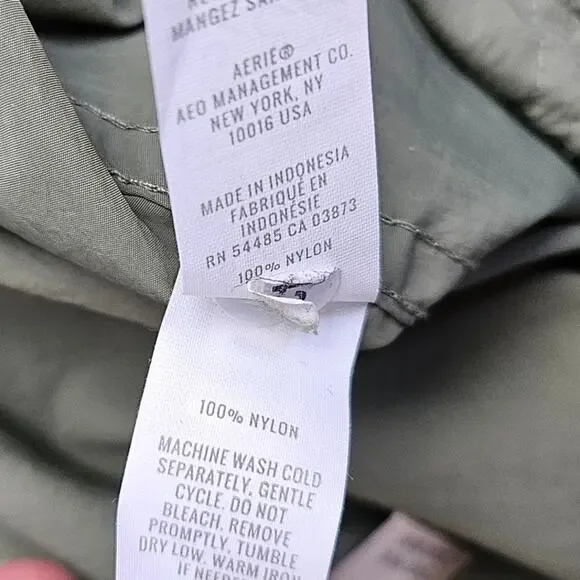 MANGEZ
AERIE®
AEO MANAGEMENT CO.
NEW YORK, NY
10016 USA
MADE IN INDONESIA
FABRIQUÉ EN
INDONÉSIE
RN 54485 CA 03873
100% NYLON
100% NYLON
MACHINE WASH COLD
SEPARATELY, GENTLE
CYCLE. DO NOT
BLEACH. REMOVE
PROMPTLY. TUMBLE
DRY LOW. WARM IRON
IF NEEDED